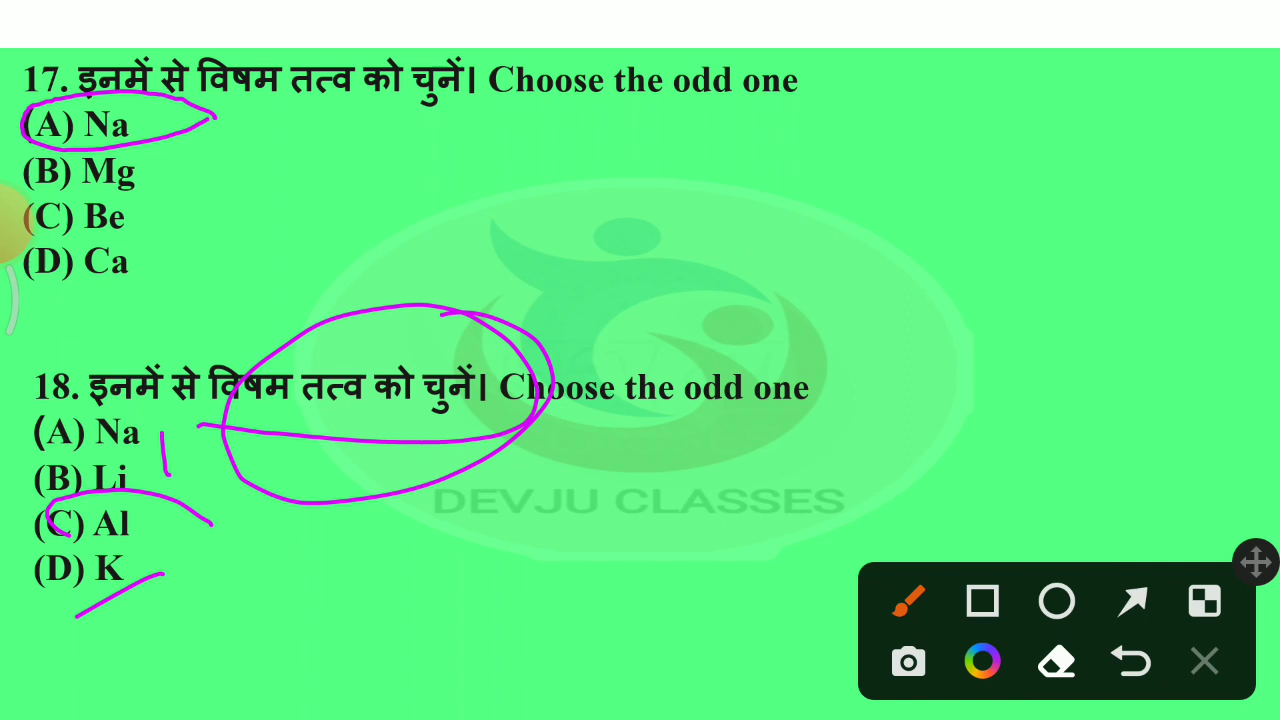 17. इनमें से विषम तत्व को चुनें। Choose the odd one
(A) Na
(B) Mg
(C) Be
(D) Ca
18. इनमें से विषम तत्व को चुनें। Choose the odd one
(A) Na
(B) Li
(C) Al
(D) K
DEVJU CLASSES